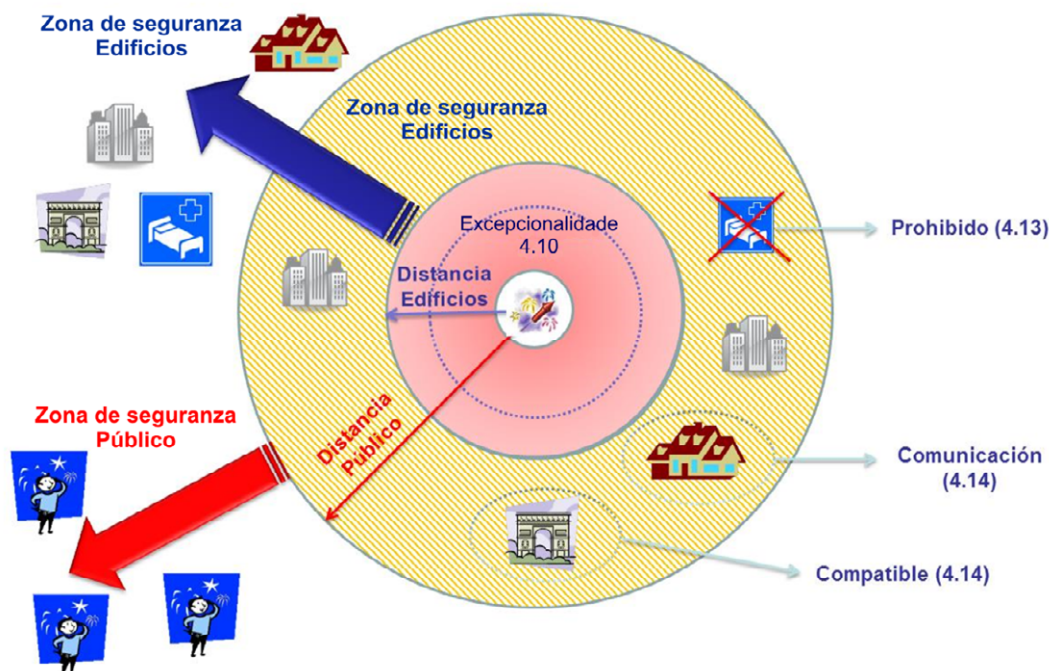 Zona de seguranza
Edificios
Zona de seguranza
Edificios
Excepcionalidade
4.10
Prohibido (4.13)
Distancia
Edificios
Zona de seguranza
Público
Distancia
Público
Comunicación
(4.14)
Compatible (4.14)